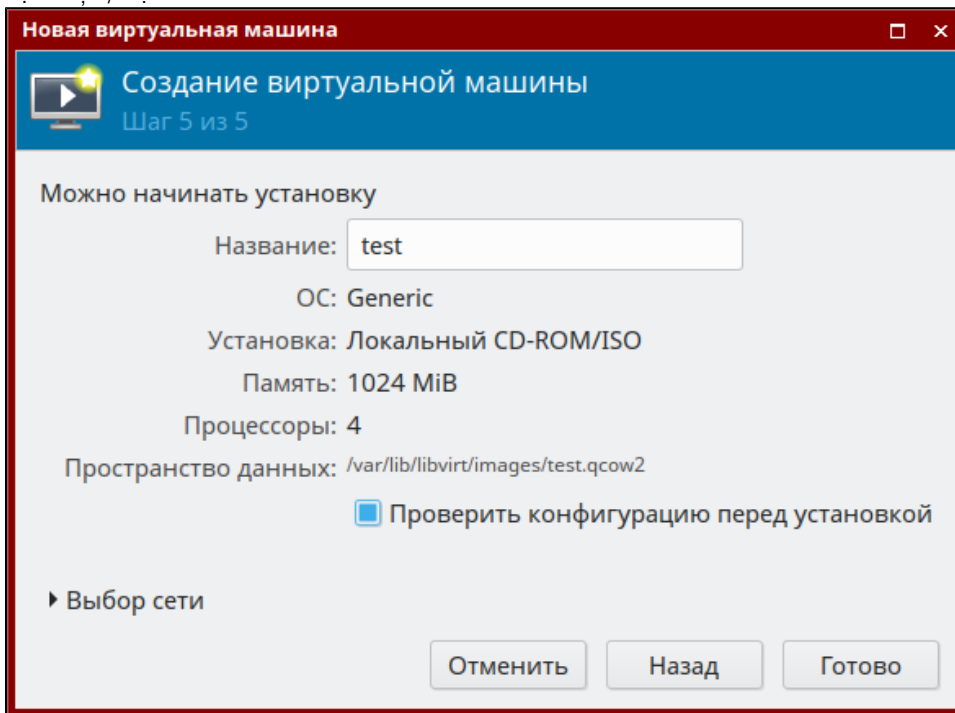 Новая виртуальная машина
Создание виртуальной машины
Шаг 5 из 5
Можно начинать установку
Название: test
ОС: Generic
Установка: Локальный CD-ROM/ISO
Память: 1024 MiB
Процессоры: 4
Пространство данных: /var/lib/libvirt/images/test.qcow2
Проверить конфигурацию перед установкой
Выбор сети
Отменить Назад Готово